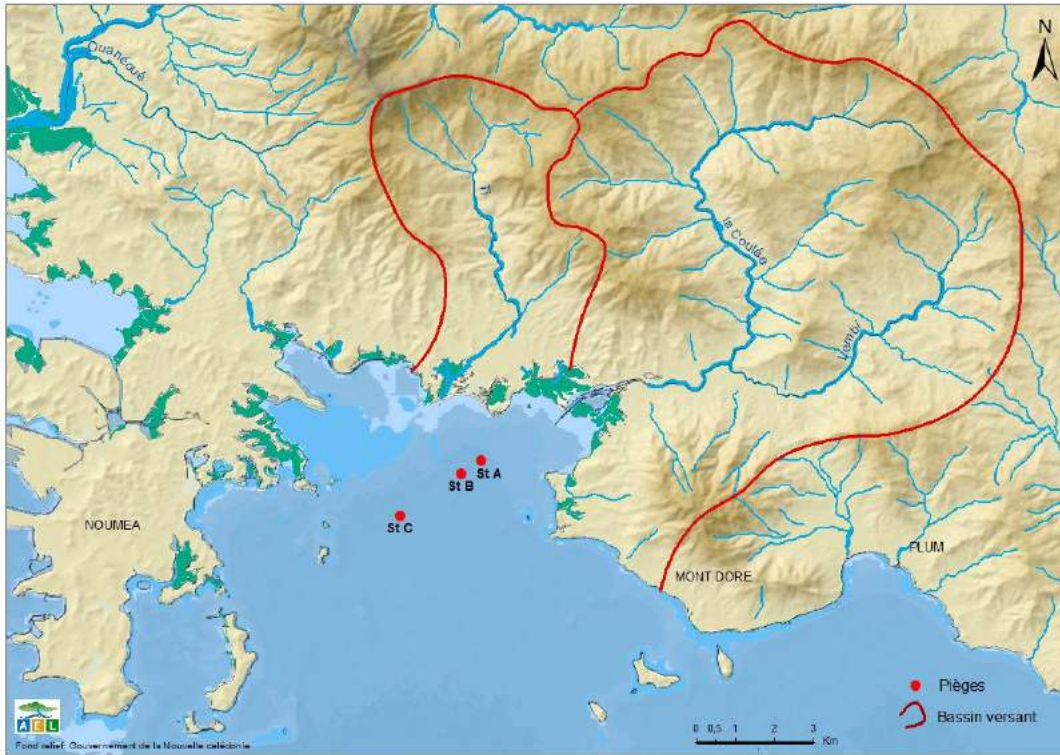 N
Ouanéoué
la Coulée
Lembi
St A
St B
St C
NOUMEA
PLUM
MONT DORE
Pièges
Bassin versant
0 0,5 1 2 3
Km
AEL
Fond relief: Gouvernement de la Nouvelle calédonie